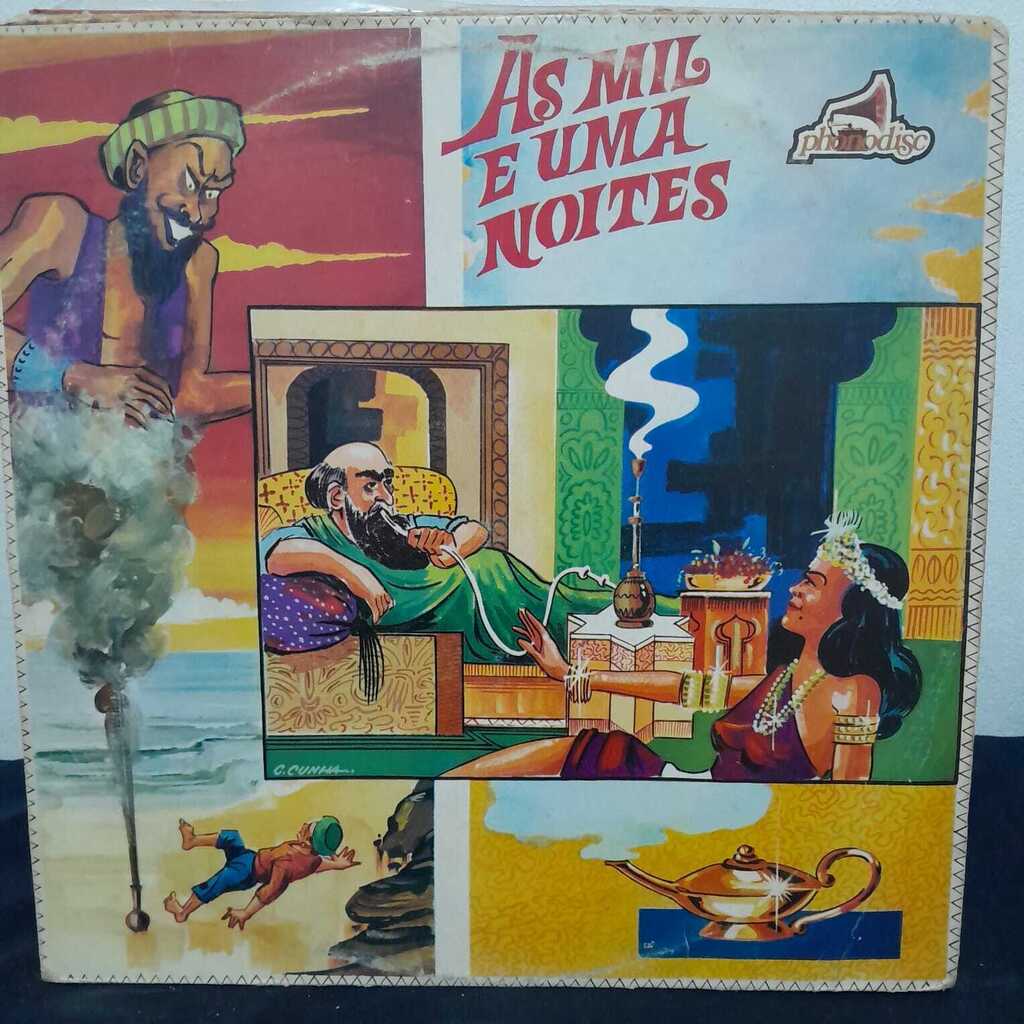 AS MIL
E UMA
NOITES
phonodisc
C. CUNHA